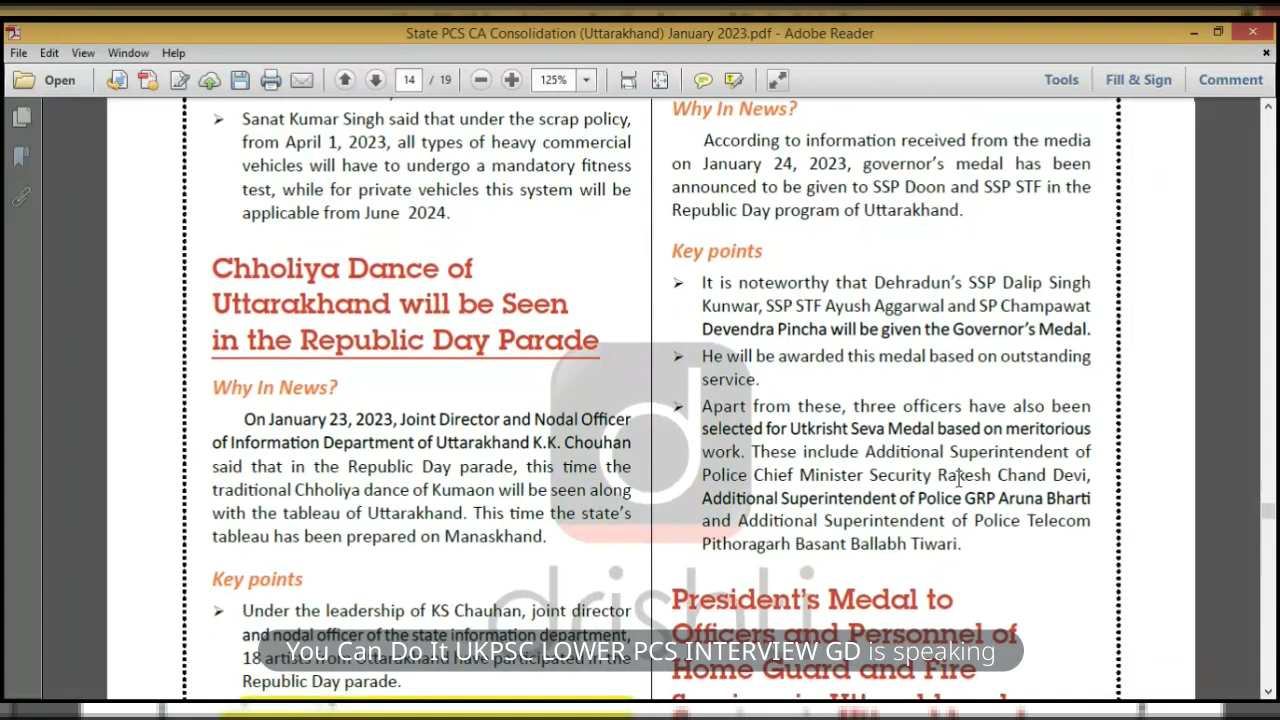 State PCS CA Consolidation (Uttarakhand) January 2023.pdf - Adobe Reader
File Edit View Window Help
Open 14 / 19 125% Tools Fill & Sign Comment
Sanat Kumar Singh said that under the scrap policy,
from April 1, 2023, all types of heavy commercial
vehicles will have to undergo a mandatory fitness
test, while for private vehicles this system will be
applicable from June 2024.
Chholiya Dance of
Uttarakhand will be Seen
in the Republic Day Parade
Why In News?
On January 23, 2023, Joint Director and Nodal Officer
of Information Department of Uttarakhand K.K. Chouhan
said that in the Republic Day parade, this time the
traditional Chholiya dance of Kumaon will be seen along
with the tableau of Uttarakhand. This time the state's
tableau has been prepared on Manaskhand.
Key points
Under the leadership of KS Chauhan, joint director
and nodal officer of the state information department,
18 artists from Uttarakhand have participated in the
Republic Day parade.
Why In News?
According to information received from the media
on January 24, 2023, governor's medal has been
announced to be given to SSP Doon and SSP STF in the
Republic Day program of Uttarakhand.
Key points
It is noteworthy that Dehradun's SSP Dalip Singh
Kunwar, SSP STF Ayush Aggarwal and SP Champawat
Devendra Pincha will be given the Governor's Medal.
He will be awarded this medal based on outstanding
service.
Apart from these, three officers have also been
selected for Utkrisht Seva Medal based on meritorious
work. These include Additional Superintendent of
Police Chief Minister Security Rakesh Chand Devi,
Additional Superintendent of Police GRP Aruna Bharti
and Additional Superintendent of Police Telecom
Pithoragarh Basant Ballabh Tiwari.
President's Medal to
Officers and Personnel of
Home Guard and Fire
drishti
You Can Do It UKPSC LOWER PCS INTERVIEW GD is speaking